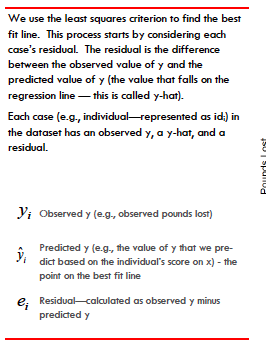 We use the least squares criterion to find the best
fit line. This process starts by considering each
case's residual. The residual is the difference
between the observed value of y and the
predicted value of y (the value that falls on the
regression line — this is called y-hat).
Each case (e.g., individual—represented as idᵢ) in
the dataset has an observed y, a y-hat, and a
residual.
yᵢ Observed y (e.g., observed pounds lost)
ŷᵢ Predicted y (e.g., the value of y that we pre-
dict based on the individual's score on x) - the
point on the best fit line
eᵢ Residual—calculated as observed y minus
predicted y
Pounds Lost